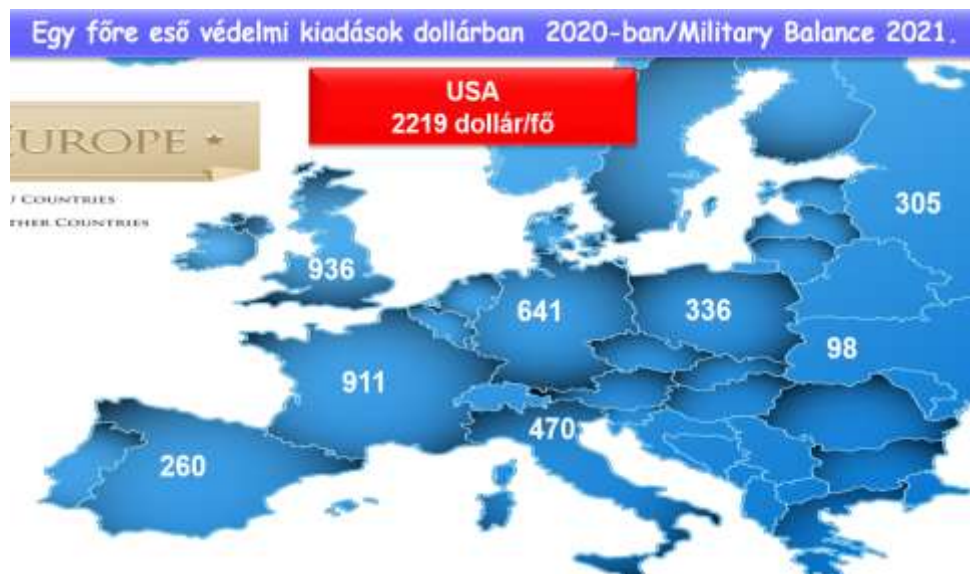 Egy főre eső védelmi kiadások dollárban 2020-ban/Military Balance 2021.
USA
2219 dollár/fő
EUROPE
COUNTRIES
THER COUNTRIES
305
936
641
336
98
911
470
260